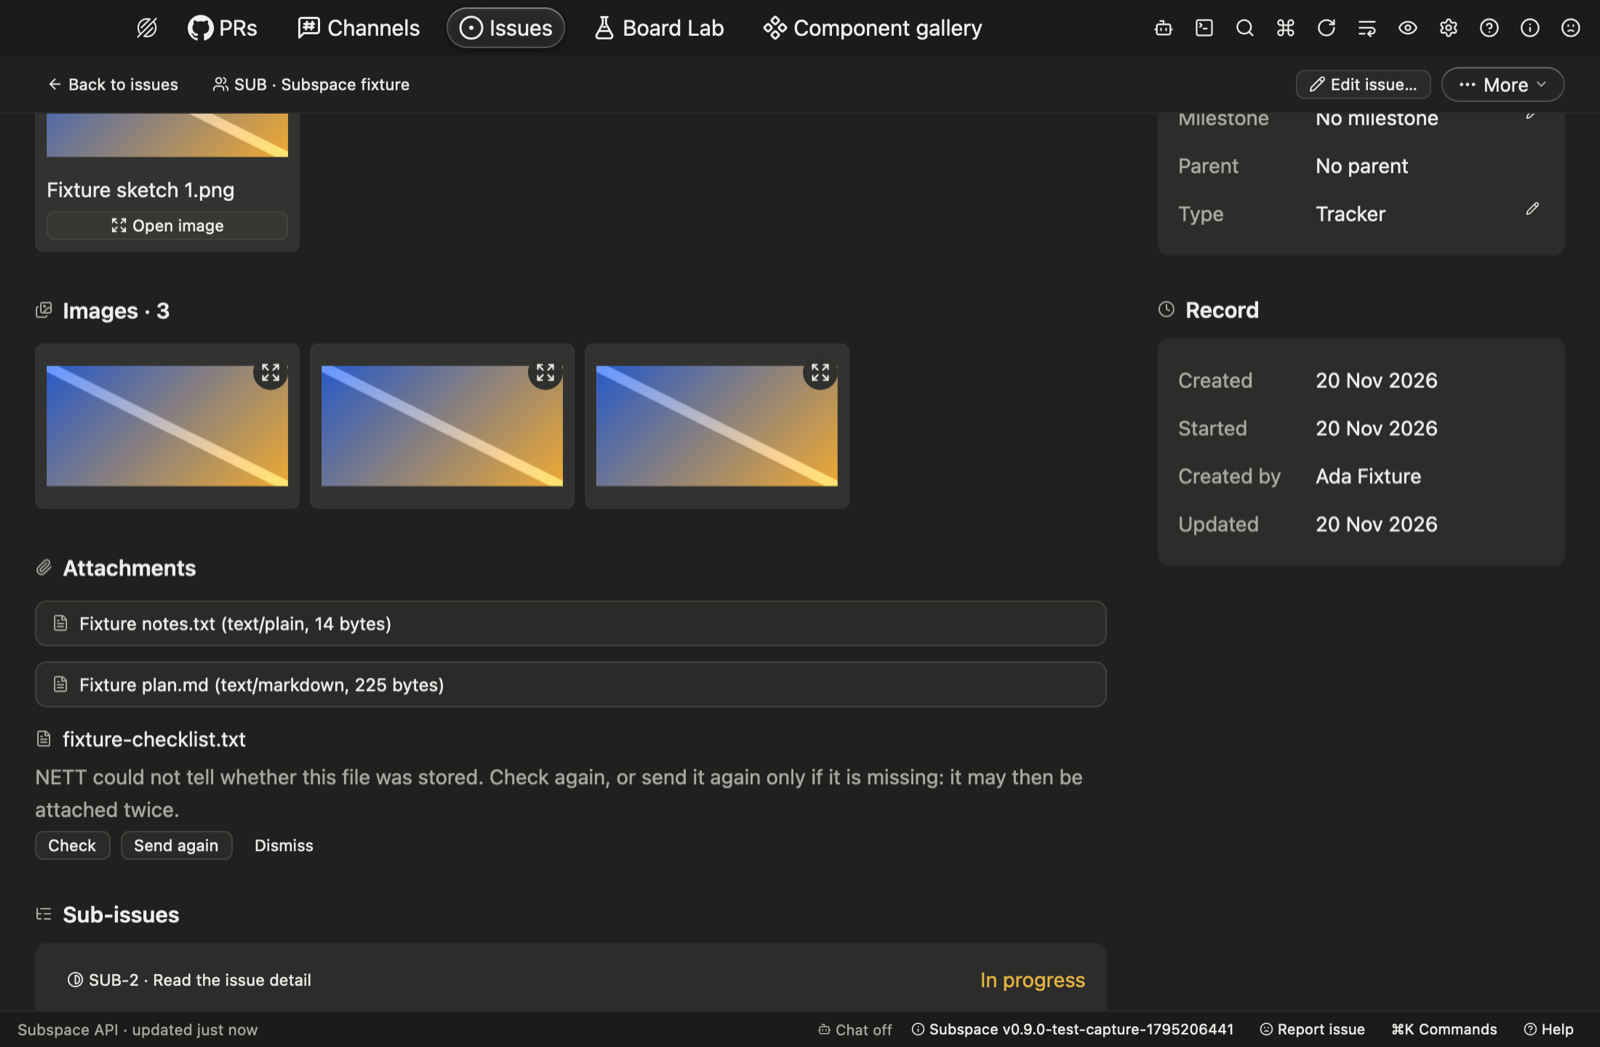 PRs
Channels
Issues
Board Lab
Component gallery
Back to issues
SUB · Subspace fixture
Edit issue...
More
Fixture sketch 1.png
Open image
Milestone
No milestone
Parent
No parent
Type
Tracker
Images · 3
Record
Created
20 Nov 2026
Started
20 Nov 2026
Created by
Ada Fixture
Updated
20 Nov 2026
Attachments
Fixture notes.txt (text/plain, 14 bytes)
Fixture plan.md (text/markdown, 225 bytes)
fixture-checklist.txt
NETT could not tell whether this file was stored. Check again, or send it again only if it is missing: it may then be
attached twice.
Check
Send again
Dismiss
Sub-issues
SUB-2 · Read the issue detail
In progress
Subspace API · updated just now
Chat off
Subspace v0.9.0-test-capture-1795206441
Report issue
⌘K Commands
Help